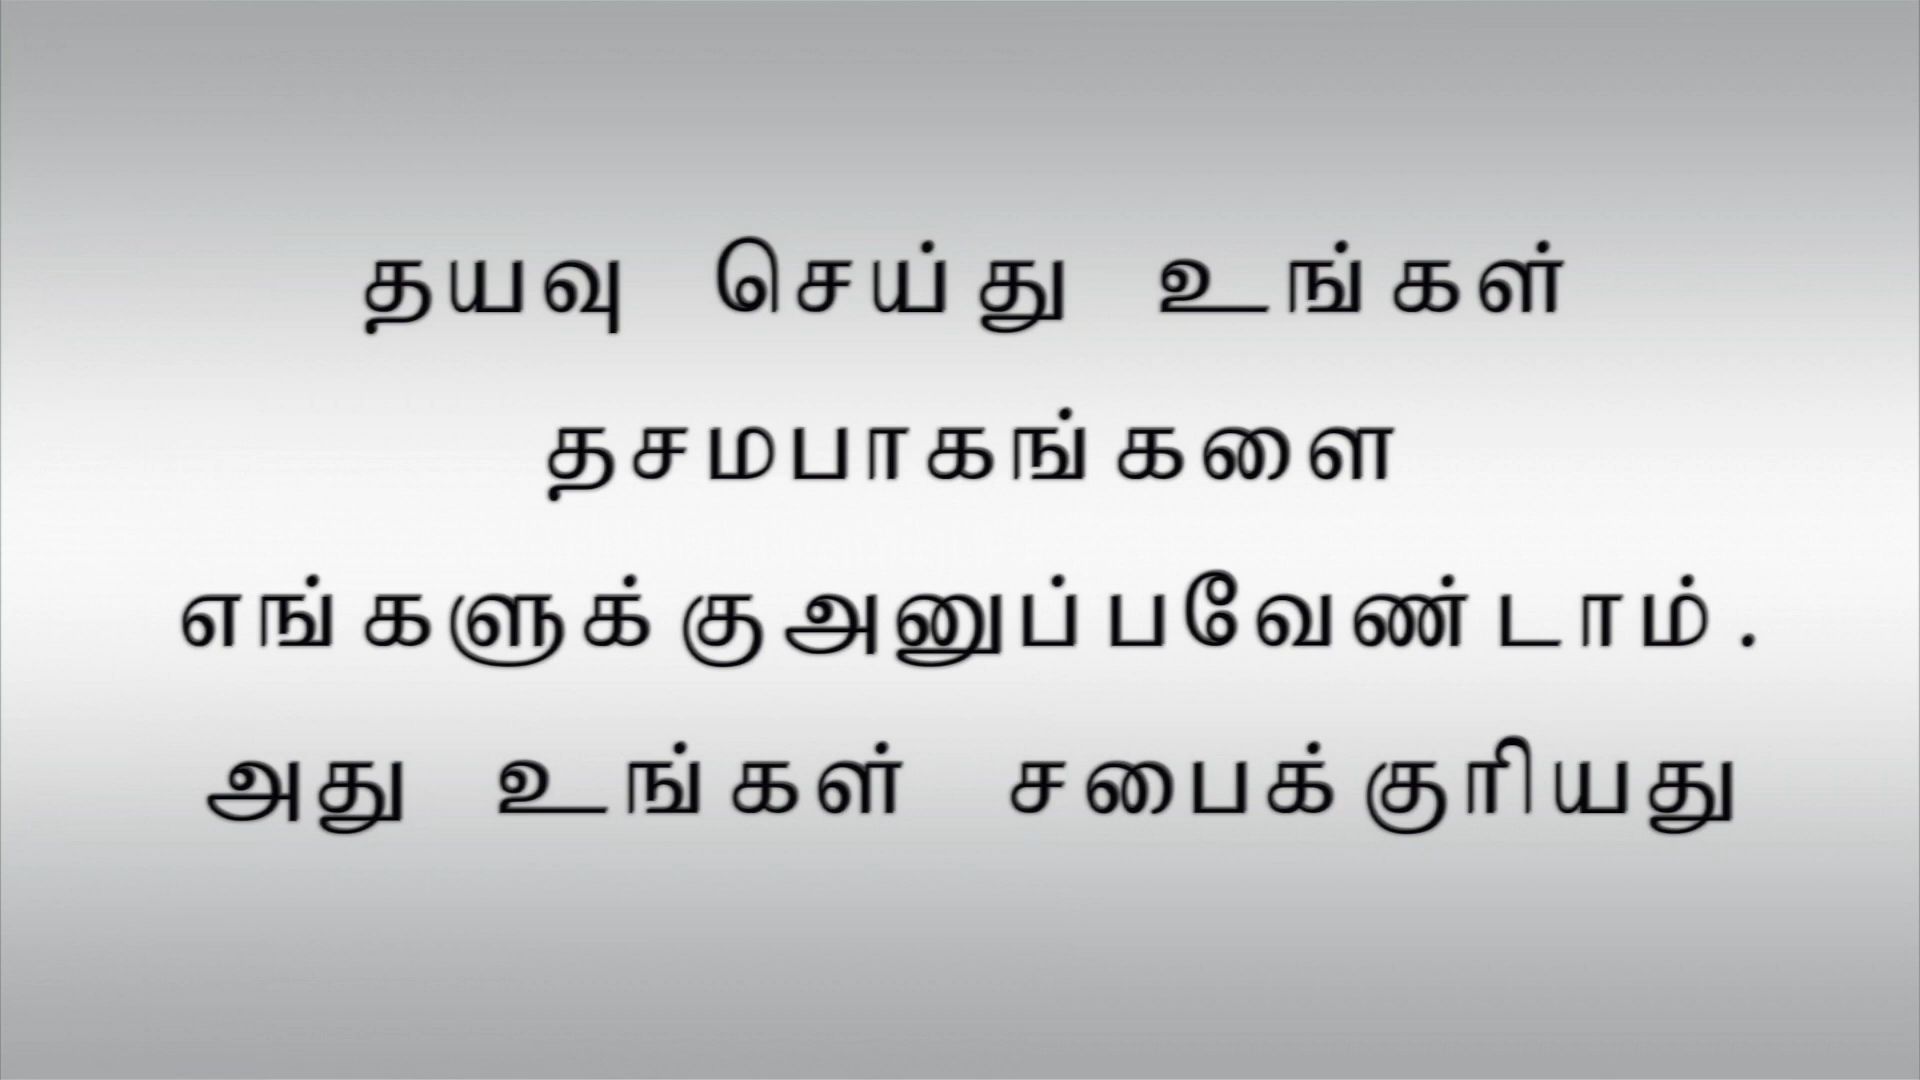 தயவு செய்து உங்கள்
தசமபாகங்களை
எங்களுக்குஅனுப்பவேண்டாம்.
அது உங்கள் சபைக்குரியது